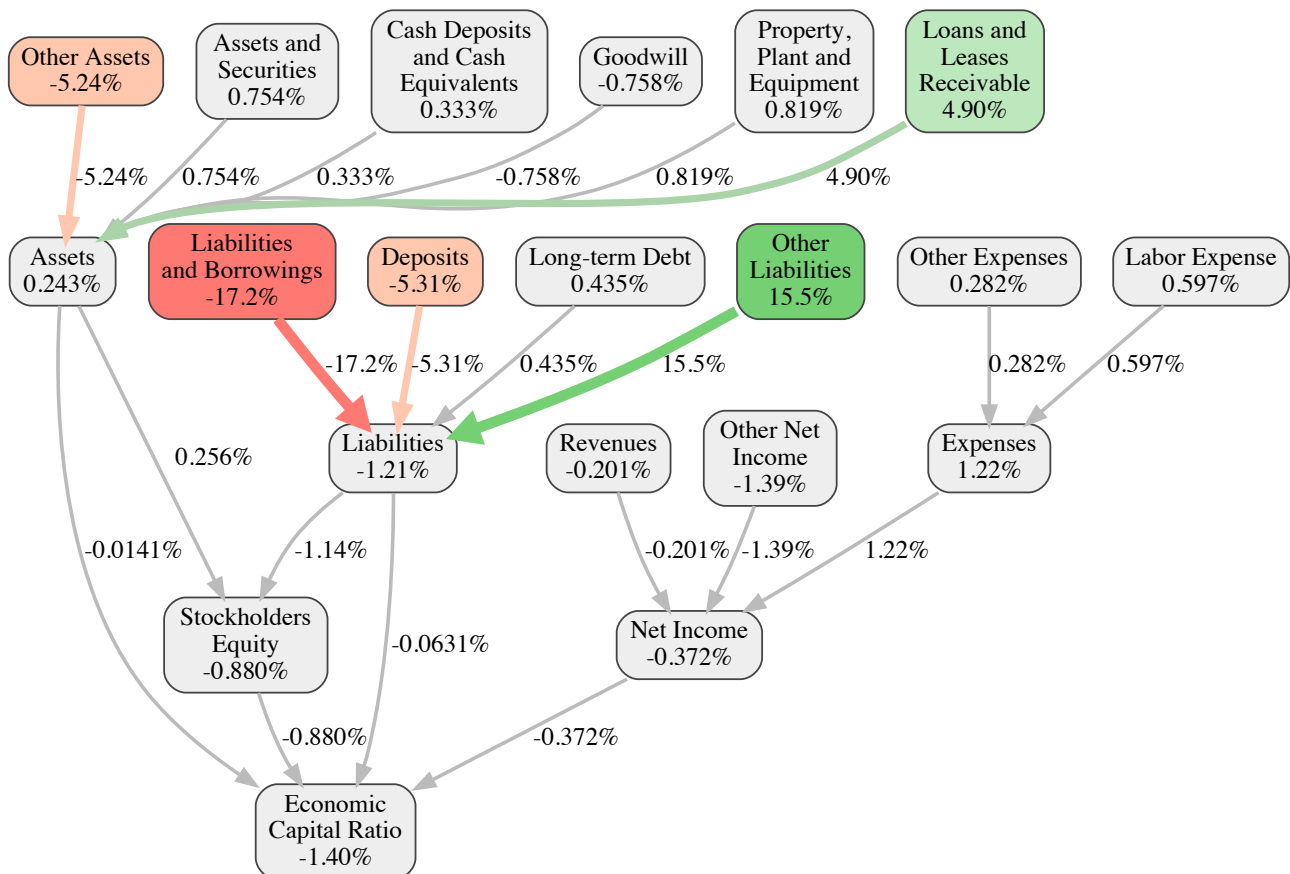 Other Assets
-5.24%
Assets and
Securities
0.754%
Cash Deposits
and Cash
Equivalents
0.333%
Goodwill
-0.758%
Property,
Plant and
Equipment
0.819%
Loans and
Leases
Receivable
4.90%
-5.24%
0.754%
0.333%
-0.758%
0.819%
4.90%
Assets
0.243%
Liabilities
and Borrowings
-17.2%
Deposits
-5.31%
Long-term Debt
0.435%
Other
Liabilities
15.5%
Other Expenses
0.282%
Labor Expense
0.597%
-17.2%
-5.31%
0.435%
15.5%
0.282%
0.597%
Liabilities
-1.21%
Revenues
-0.201%
Other Net
Income
-1.39%
Expenses
1.22%
0.256%
-0.0141%
-1.14%
-0.201%
-1.39%
1.22%
Stockholders
Equity
-0.880%
-0.0631%
Net Income
-0.372%
-0.880%
-0.372%
Economic
Capital Ratio
-1.40%